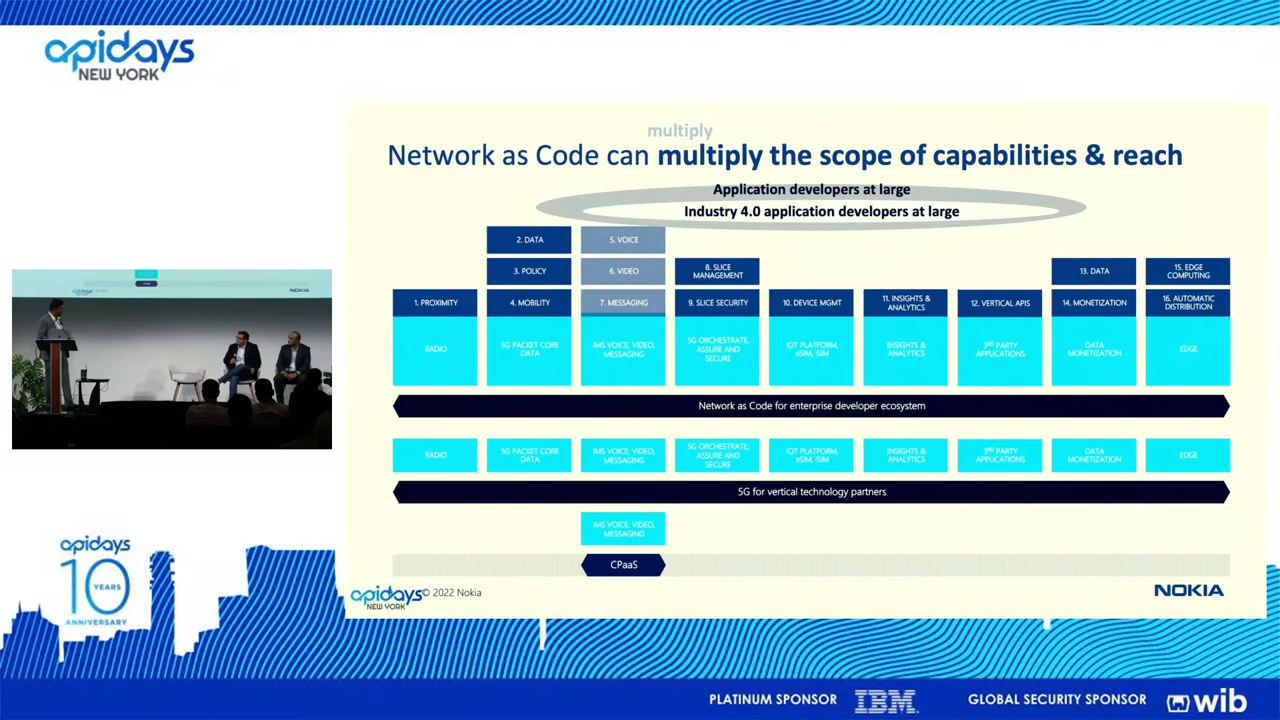 apidays
NEW YORK
multiply
Network as Code can multiply the scope of capabilities & reach
Application developers at large
Industry 4.0 application developers at large
2. DATA
5. VOICE
3. POLICY
6. VIDEO
8. SLICE
MANAGEMENT
13. DATA
15. EDGE
COMPUTING
1. PROXIMITY
4. MOBILITY
7. MESSAGING
9. SLICE SECURITY
10. DEVICE MGMT
11. INSIGHTS &
ANALYTICS
12. VERTICAL APIS
14. MONETIZATION
16. AUTOMATIC
DISTRIBUTION
RADIO
5G PACKET CORE
DATA
IMS VOICE, VIDEO,
MESSAGING
5G ORCHESTRATE,
ASSURE AND
SECURE
IOT PLATFORM,
eSIM, iSIM
INSIGHTS &
ANALYTICS
3RD PARTY
APPLICATIONS
DATA
MONETIZATION
EDGE
Network as Code for enterprise developer ecosystem
RADIO
5G PACKET CORE
DATA
IMS VOICE, VIDEO,
MESSAGING
5G ORCHESTRATE,
ASSURE AND
SECURE
IOT PLATFORM,
eSIM, iSIM
INSIGHTS &
ANALYTICS
3RD PARTY
APPLICATIONS
DATA
MONETIZATION
EDGE
5G for vertical technology partners
IMS VOICE, VIDEO,
MESSAGING
CPaaS
apidays
NEW YORK
© 2022 Nokia
NOKIA
NOKIA
apidays
10
YEARS
ANNIVERSARY
PLATINUM SPONSOR
IBM
GLOBAL SECURITY SPONSOR
wib